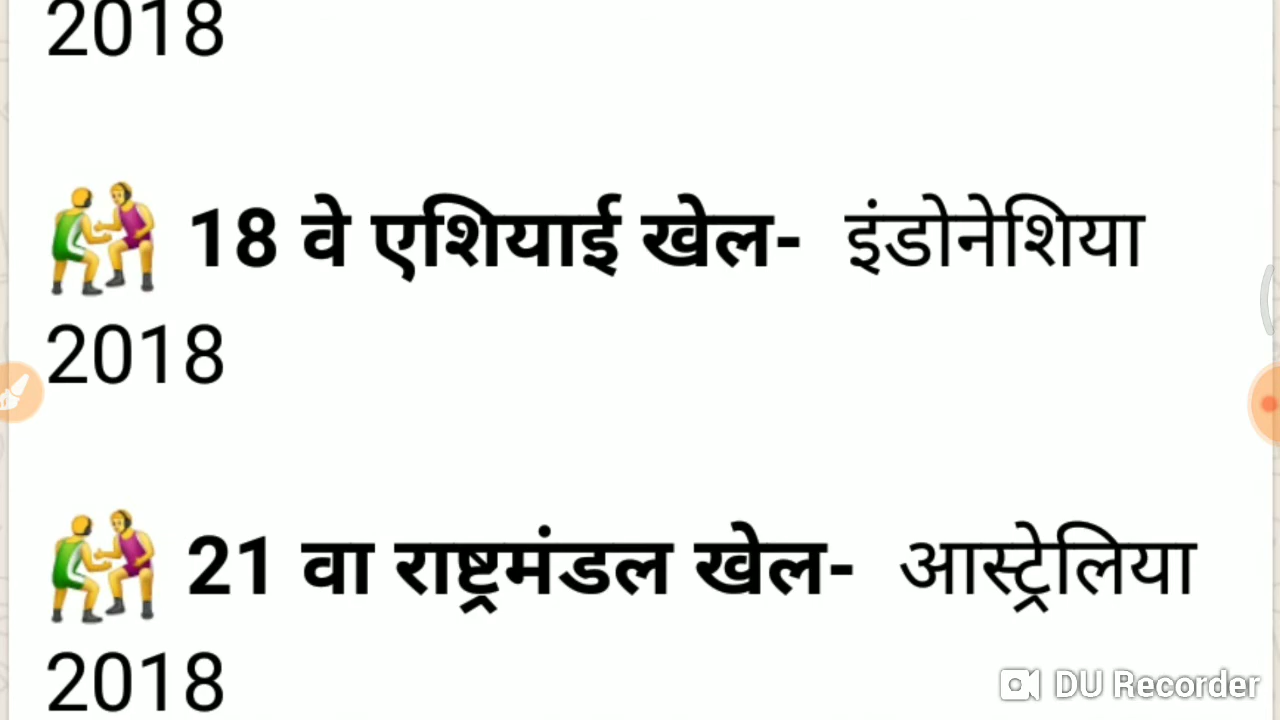 2018
🤼 18 वे एशियाई खेल- इंडोनेशिया
2018
🤼 21 वा राष्ट्रमंडल खेल- आस्ट्रेलिया
2018
DU Recorder